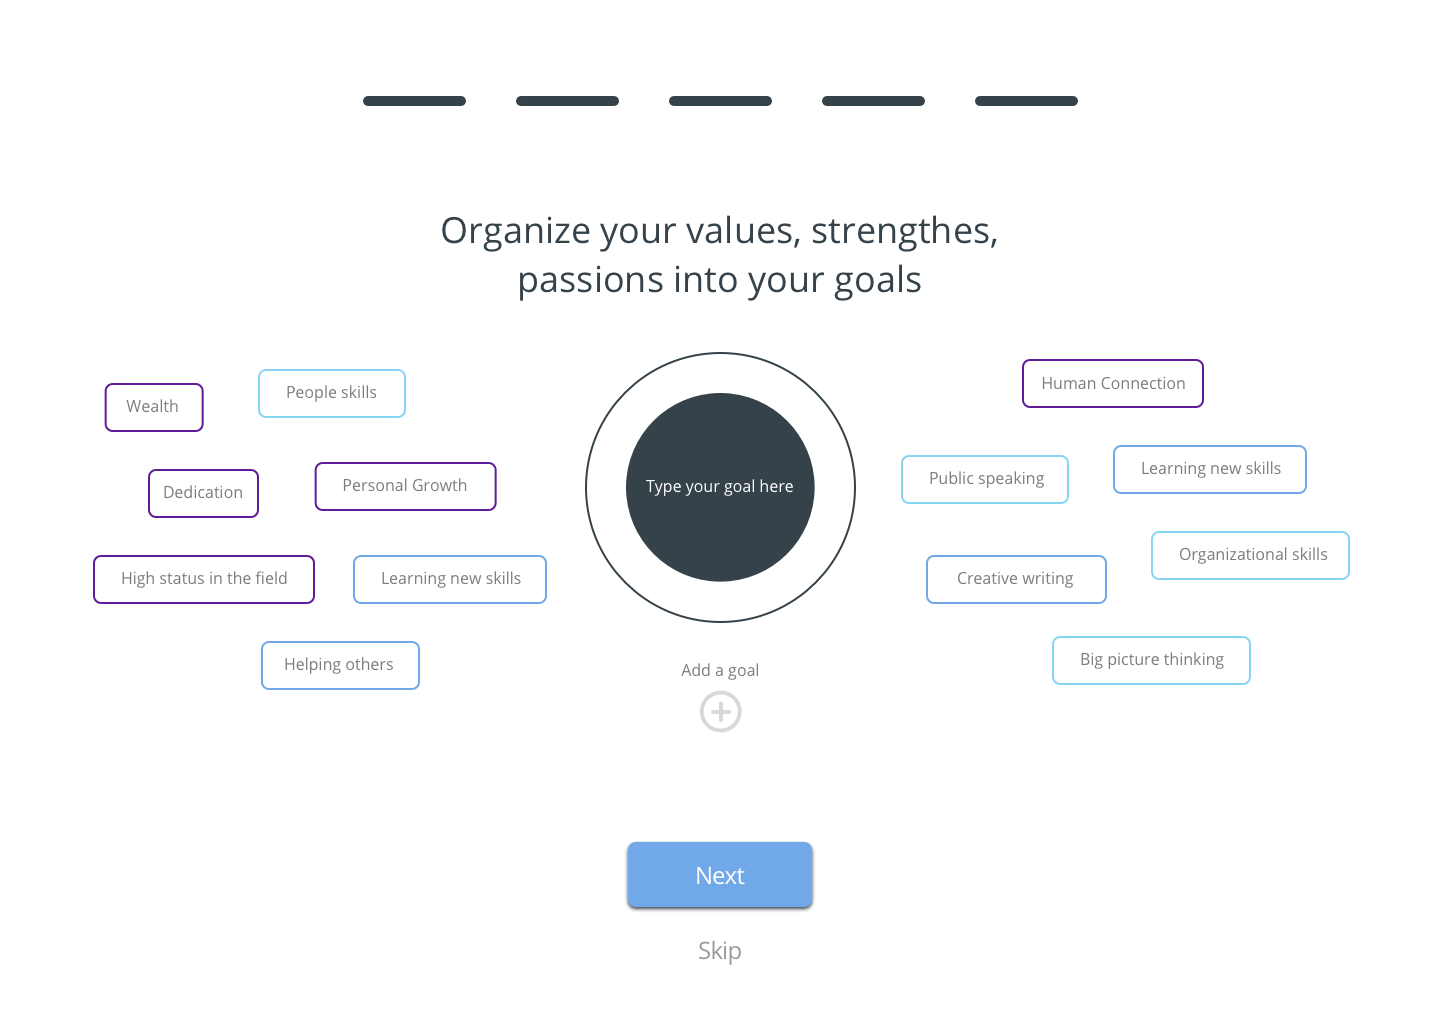 Organize your values, strengthes,
passions into your goals
Wealth
People skills
Dedication
Personal Growth
High status in the field
Learning new skills
Helping others
Type your goal here
Add a goal
Human Connection
Public speaking
Learning new skills
Creative writing
Organizational skills
Big picture thinking
Next
Skip